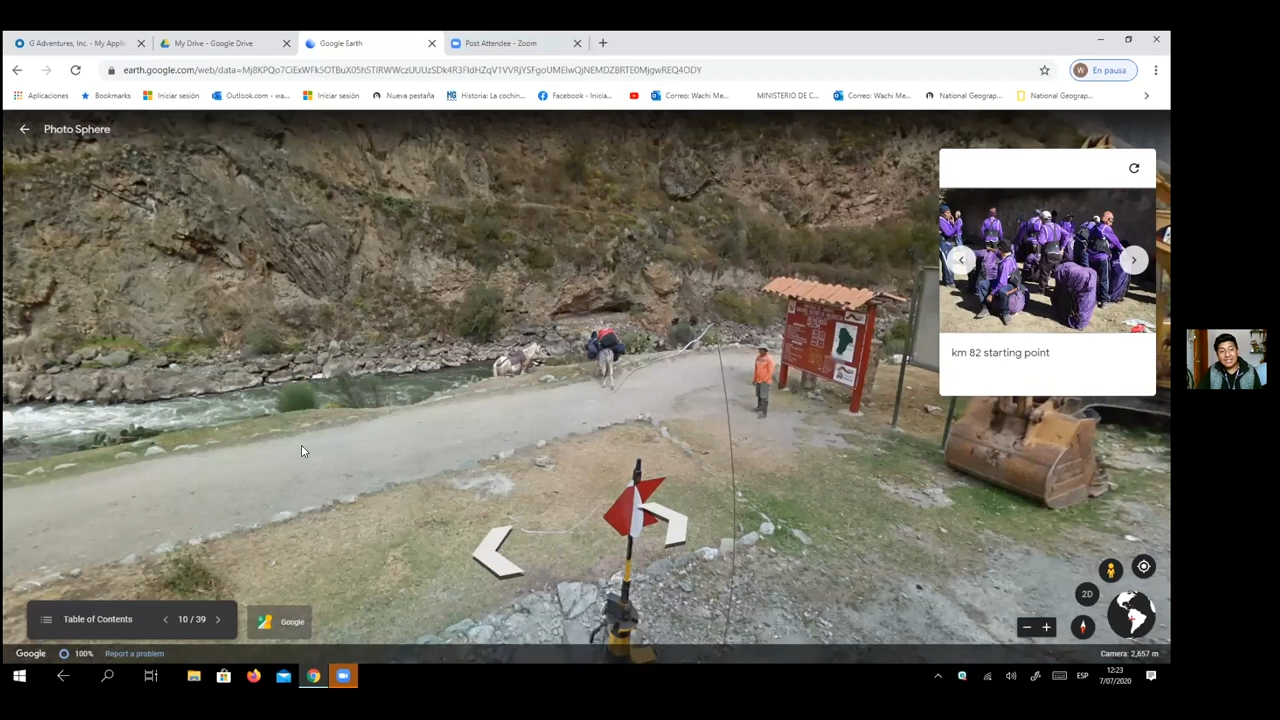 G Adventures, Inc. - My Applic
My Drive - Google Drive
Google Earth
Post Attendee - Zoom
earth.google.com/web/data=Mj8KPQo7CiExWFk5OTBuX05hSTlRWWczUUUzSDk4R3FIdHZqV1VVRjYSFgoUMElwQjNEMDZBRTE0MjgwREQ4ODY
W
En pausa
Aplicaciones
Bookmarks
Iniciar sesión
Outlook.com - wa...
Iniciar sesión
Nueva pestaña
HG
Historia: La cochin...
Facebook - Inicia...
Correo: Wachi Me...
MINISTERIO DE C...
Correo: Wachi Me...
National Geograp...
National Geograp...
Photo Sphere
km 82 starting point
2D
Table of Contents
10 / 39
Google
Google
100%
Report a problem
Camera: 2,657 m
ESP
12:23
7/07/2020